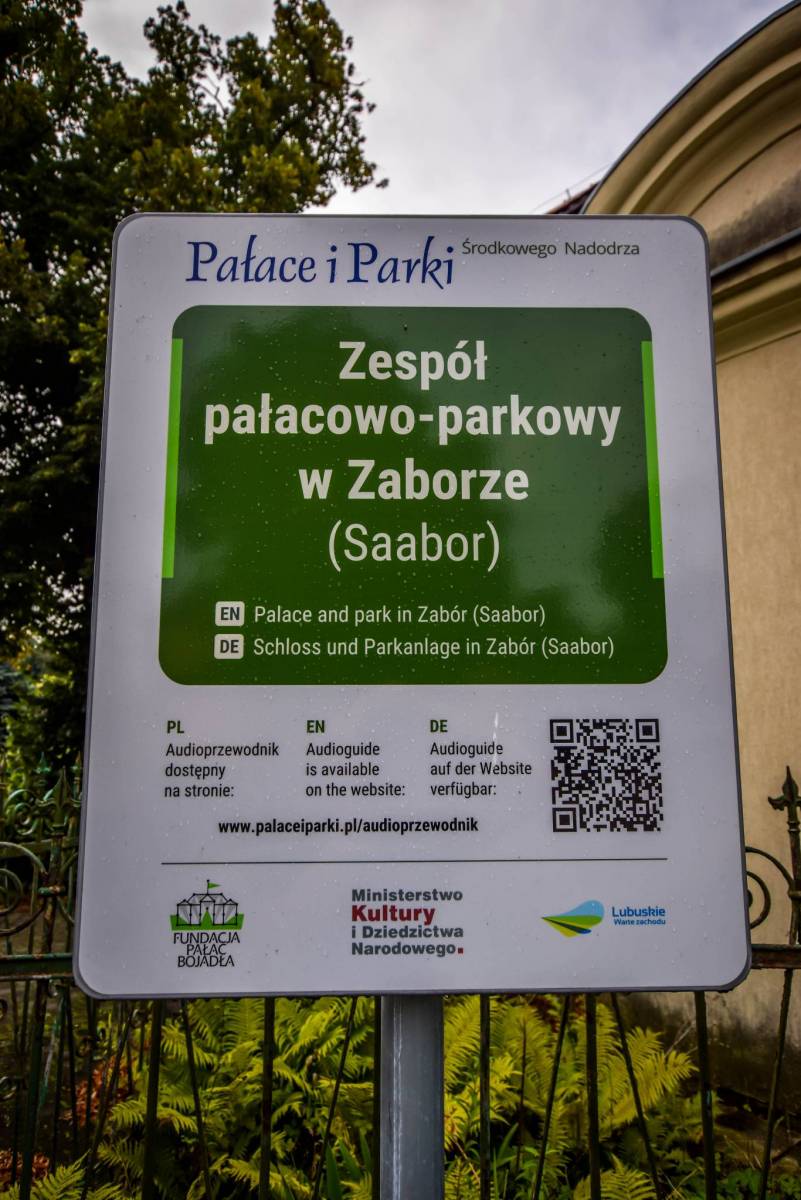 Pałace i Parki Środkowego Nadodrza
Zespół
pałacowo-parkowy
w Zaborze
(Saabor)
EN Palace and park in Zabór (Saabor)
DE Schloss und Parkanlage in Zabór (Saabor)
PL
Audioprzewodnik
dostępny
na stronie:
EN
Audioguide
is available
on the website:
DE
Audioguide
auf der Website
verfügbar:
www.palaceiparki.pl/audioprzewodnik
FUNDACJA
PAŁAC
BOJADŁA
Ministerstwo
Kultury
i Dziedzictwa
Narodowego.
Lubuskie
Warte zachodu